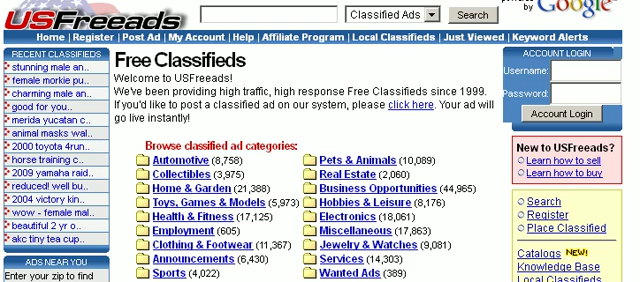 powered by
USFreeads
Classified Ads
Search
Google
Home | Register | Post Ad | My Account | Help | Affiliate Program | Local Classifieds | Just Viewed | Keyword Alerts
RECENT CLASSIFIEDS
stunning male an..
female morkie pu..
charming male an..
good for you..
merida yucatan c..
animal masks wal..
2000 toyota 4run..
horse training c..
2009 yamaha raid..
reduced! well bu..
2004 victory kin..
wow - female mal..
beautiful 2 yr o..
akc tiny tea cup..
ADS NEAR YOU
Enter your zip to find
Free Classifieds
Welcome to USFreeads!
We've been providing high traffic, high response Free Classifieds since 1999.
If you'd like to post a classified ad on our system, please click here. Your ad will
go live instantly!
Browse classified ad categories:
Automotive (8,758)
Collectibles (3,975)
Home & Garden (21,388)
Toys, Games & Models (5,973)
Health & Fitness (17,125)
Employment (605)
Clothing & Footwear (11,367)
Announcements (6,430)
Sports (4,022)
Pets & Animals (10,089)
Real Estate (2,060)
Business Opportunities (44,965)
Hobbies & Leisure (8,176)
Electronics (18,061)
Miscellaneous (17,863)
Jewelry & Watches (9,081)
Services (14,303)
Wanted Ads (389)
ACCOUNT LOGIN
Username:
Password:
Account Login
New to USFreeads?
Learn how to sell
Learn how to buy
Search
Register
Place Classified
Catalogs NEW!
Knowledge Base
Local Classifieds